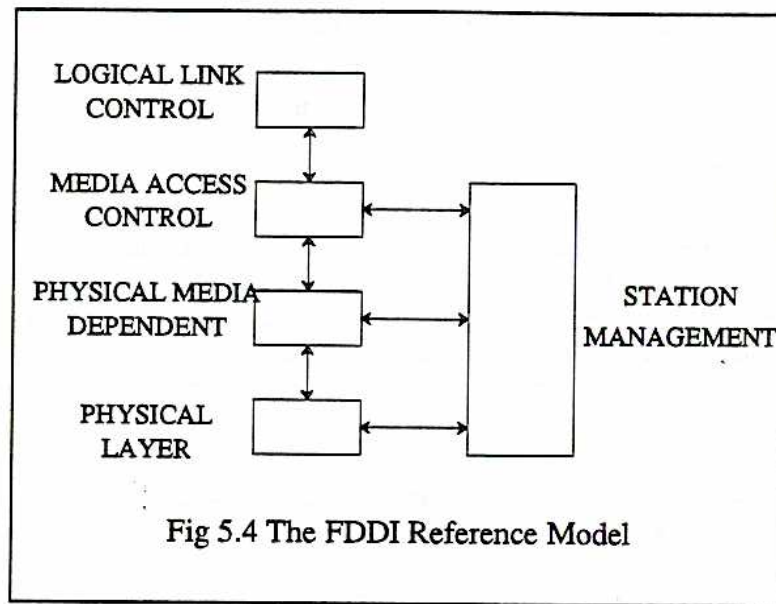 LOGICAL LINK
CONTROL
MEDIA ACCESS
CONTROL
PHYSICAL MEDIA
DEPENDENT
PHYSICAL
LAYER
STATION
MANAGEMENT
Fig 5.4 The FDDI Reference Model